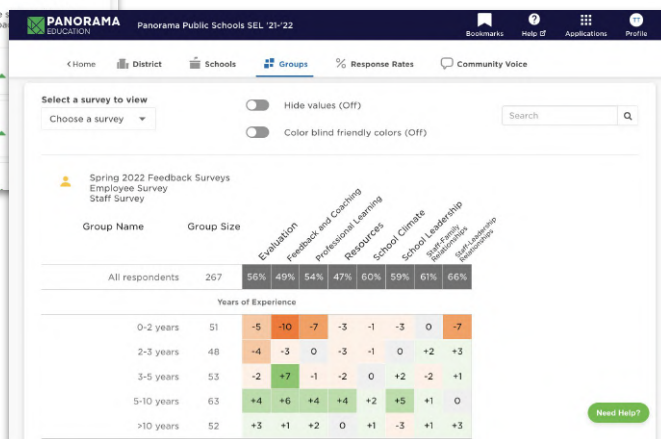 PANORAMA
EDUCATION
Panorama Public Schools SEL '21-'22
Bookmarks
Help
Applications
TT
Profile
< Home
District
Schools
Groups
% Response Rates
Community Voice
Select a survey to view
Choose a survey
Hide values (Off)
Color blind friendly colors (Off)
Search
Spring 2022 Feedback Surveys
Employee Survey
Staff Survey
Group Name Group Size
Evaluation
Feedback and Coaching
Professional Learning
Resources
School Climate
School Leadership
Staff-Family
Relationships
Staff-Leadership
Relationships
All respondents 267 56% 49% 54% 47% 60% 59% 61% 66%
Years of Experience
0-2 years 51 -5 -10 -7 -3 -1 -3 0 -7
2-3 years 48 -4 -3 0 -3 -1 0 +2 +3
3-5 years 53 -2 +7 -1 -2 0 +2 -2 +1
5-10 years 63 +4 +6 +4 +4 +2 +5 +1 0
>10 years 52 +3 +1 +2 0 +1 -3 +1 +3
Need Help?